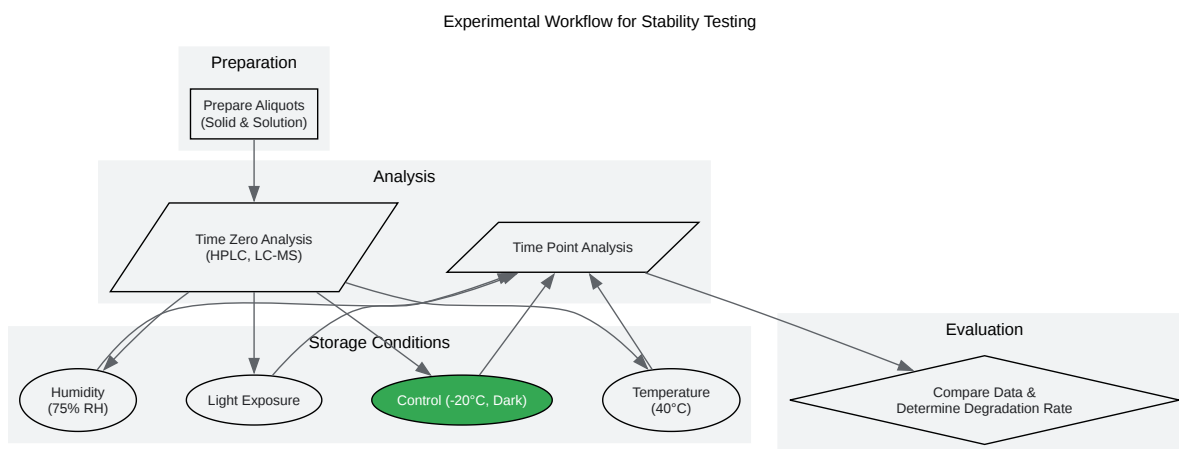 Experimental Workflow for Stability Testing
Preparation
Prepare Aliquots
(Solid & Solution)
Analysis
Time Zero Analysis
(HPLC, LC-MS)
Time Point Analysis
Storage Conditions
Humidity
(75% RH)
Light Exposure
Control (-20°C, Dark)
Temperature
(40°C)
Evaluation
Compare Data &
Determine Degradation Rate